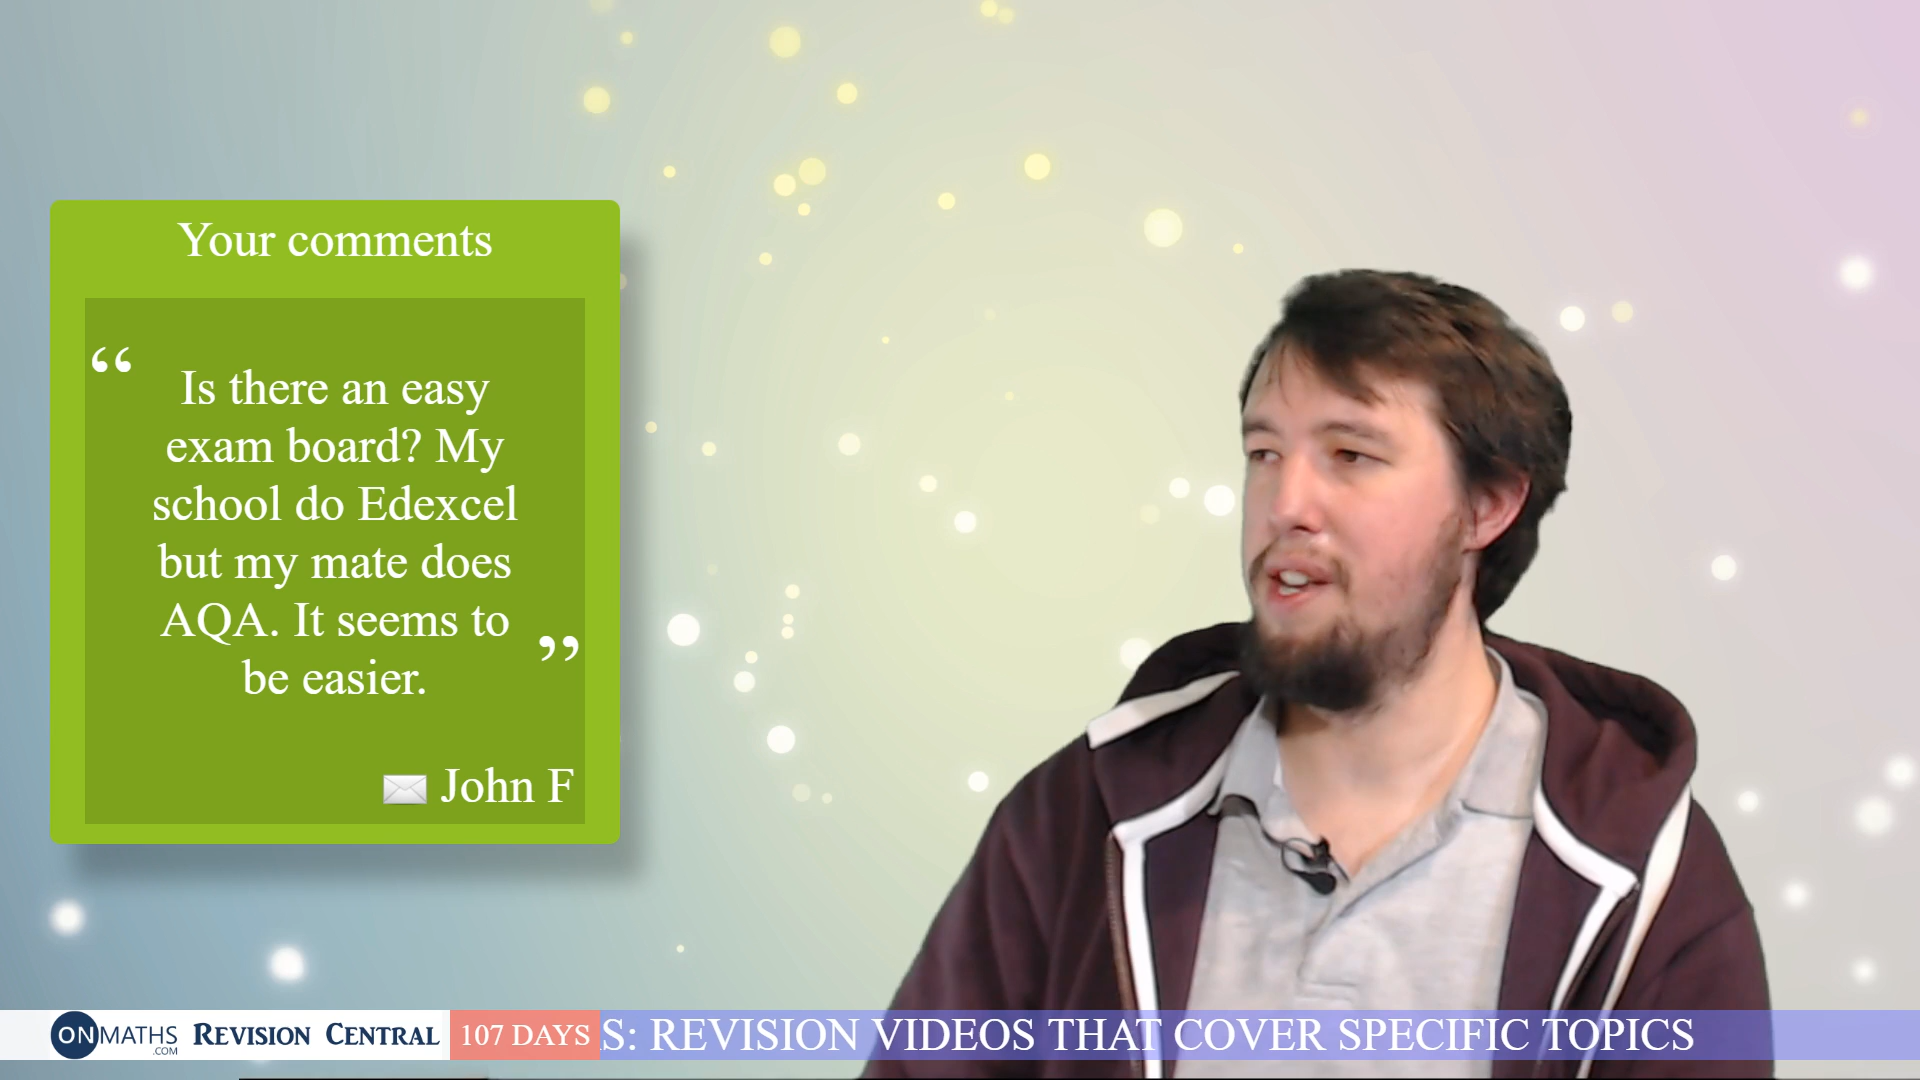 Your comments
“
Is there an easy
exam board? My
school do Edexcel
but my mate does
AQA. It seems to
be easier.
”
John F
ONMATHS
.COM
REVISION CENTRAL
107 DAYS
S: REVISION VIDEOS THAT COVER SPECIFIC TOPICS